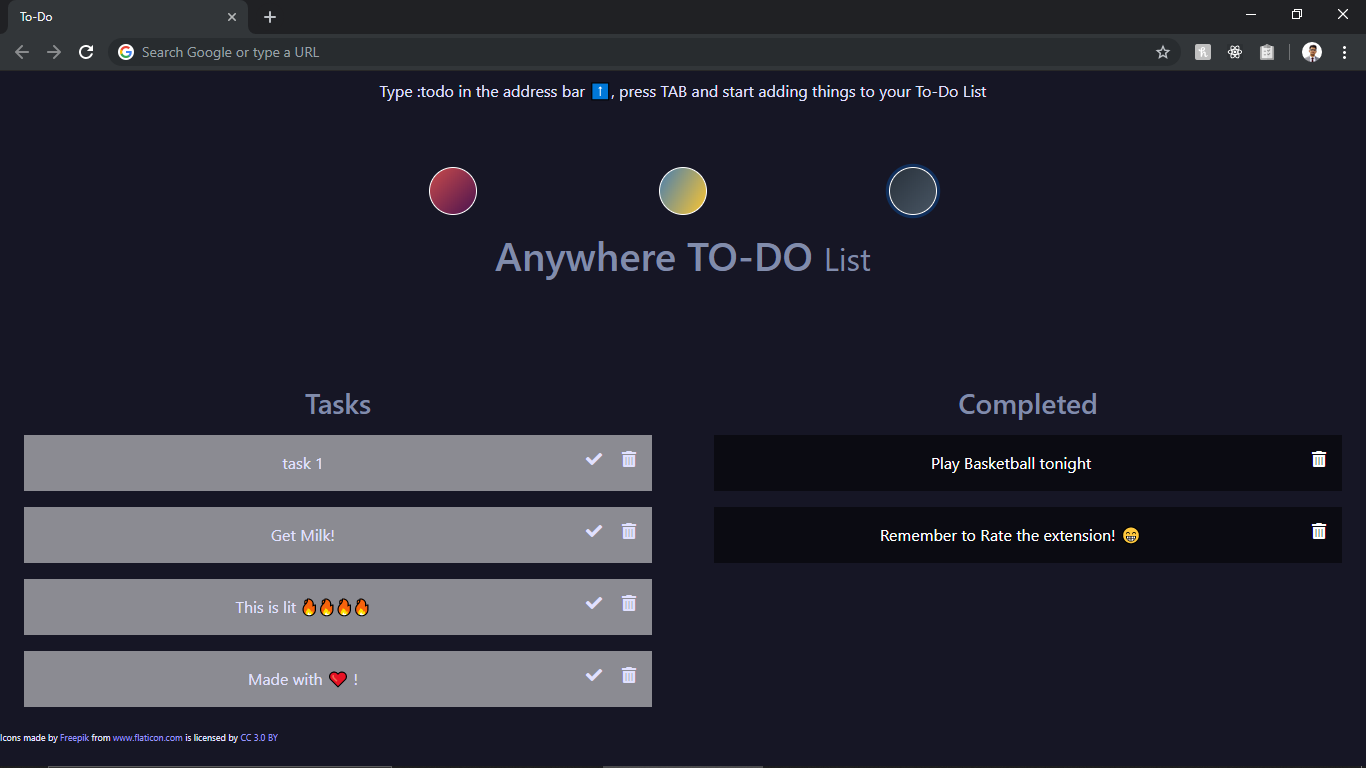 To-Do
Search Google or type a URL
Type :todo in the address bar ⬆️, press TAB and start adding things to your To-Do List
Anywhere TO-DO List
Tasks
task 1
Get Milk!
This is lit 🔥🔥🔥🔥
Made with ❤️ !
Completed
Play Basketball tonight
Remember to Rate the extension! 😁
Icons made by Freepik from www.flaticon.com is licensed by CC 3.0 BY